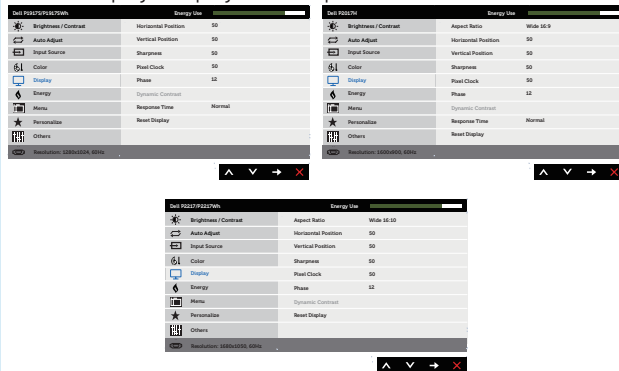 Dell P1917S/P1917SWh Energy Use
Brightness / Contrast Horizontal Position 50
Auto Adjust Vertical Position 50
Input Source Sharpness 50
Color Pixel Clock 50
Display Phase 12
Energy Dynamic Contrast
Menu Response Time Normal
Personalize Reset Display
Others
Resolution: 1280x1024, 60Hz
Dell P2017H Energy Use
Brightness / Contrast Aspect Ratio Wide 16:9
Auto Adjust Horizontal Position 50
Input Source Vertical Position 50
Color Sharpness 50
Display Pixel Clock 50
Energy Phase 12
Menu Dynamic Contrast
Personalize Response Time Normal
Others Reset Display
Resolution: 1600x900, 60Hz
Dell P2217/P2217Wh Energy Use
Brightness / Contrast Aspect Ratio Wide 16:10
Auto Adjust Horizontal Position 50
Input Source Vertical Position 50
Color Sharpness 50
Display Pixel Clock 50
Energy Phase 12
Menu Dynamic Contrast
Personalize Reset Display
Others
Resolution: 1680x1050, 60Hz